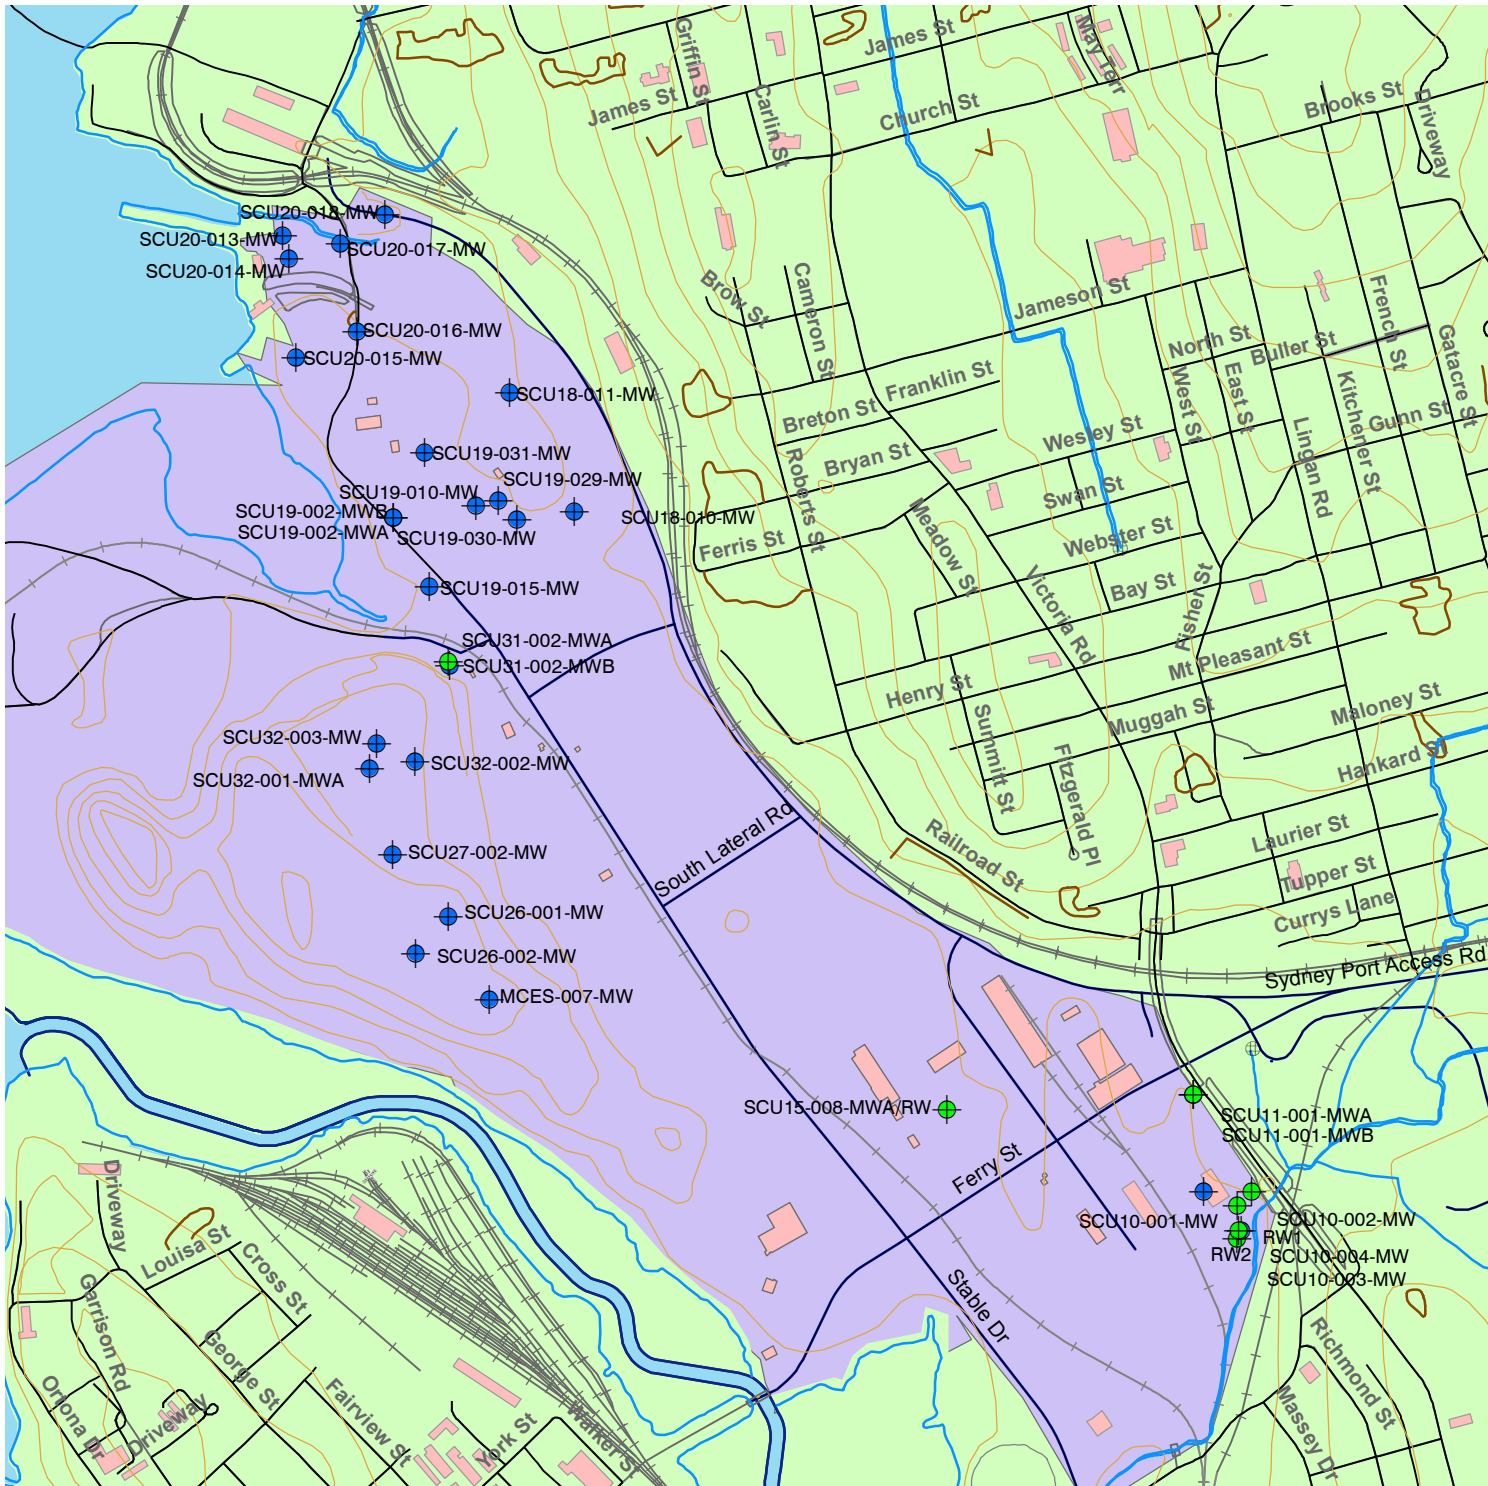 Griffin St
James St
May Terr
James St
Carlin St
Church St
Brooks St
Driveway
SCU20-018-MW
SCU20-013-MW
SCU20-017-MW
SCU20-014-MW
Brow St
Cameron St
Jameson St
French St
SCU20-016-MW
SCU20-015-MW
North St
Buller St
Gatacre St
SCU18-011-MW
Franklin St
West St
East St
Kitchener St
Gunn St
Breton St
Wesley St
Lingan Rd
SCU19-031-MW
Bryan St
Roberts St
SCU19-029-MW
SCU19-010-MW
Swan St
SCU19-002-MWB
SCU18-010-MW
SCU19-002-MWA
SCU19-030-MW
Ferris St
Meadow St
Webster St
SCU19-015-MW
Victoria Rd
Bay St
Fisher St
SCU31-002-MWA
SCU31-002-MWB
Mt Pleasant St
Henry St
Summitt St
Muggah St
Maloney St
SCU32-003-MW
SCU32-002-MW
SCU32-001-MWA
Fitzgerald Pl
Hankard St
South Lateral Rd
Railroad St
Laurier St
SCU27-002-MW
Tupper St
Currys Lane
SCU26-001-MW
SCU26-002-MW
Sydney Port Access Rd
MCES-007-MW
SCU15-008-MWA/RW
SCU11-001-MWA
SCU11-001-MWB
Ferry St
SCU10-001-MW
SCU10-002-MW
RW1
RW2
SCU10-004-MW
SCU10-003-MW
Driveway
Louisa St
Cross St
Garrison Rd
George St
Stable Dr
Richmond St
Ortona Dr
Driveway
Fairview St
York St
Walker St
Massey Dr